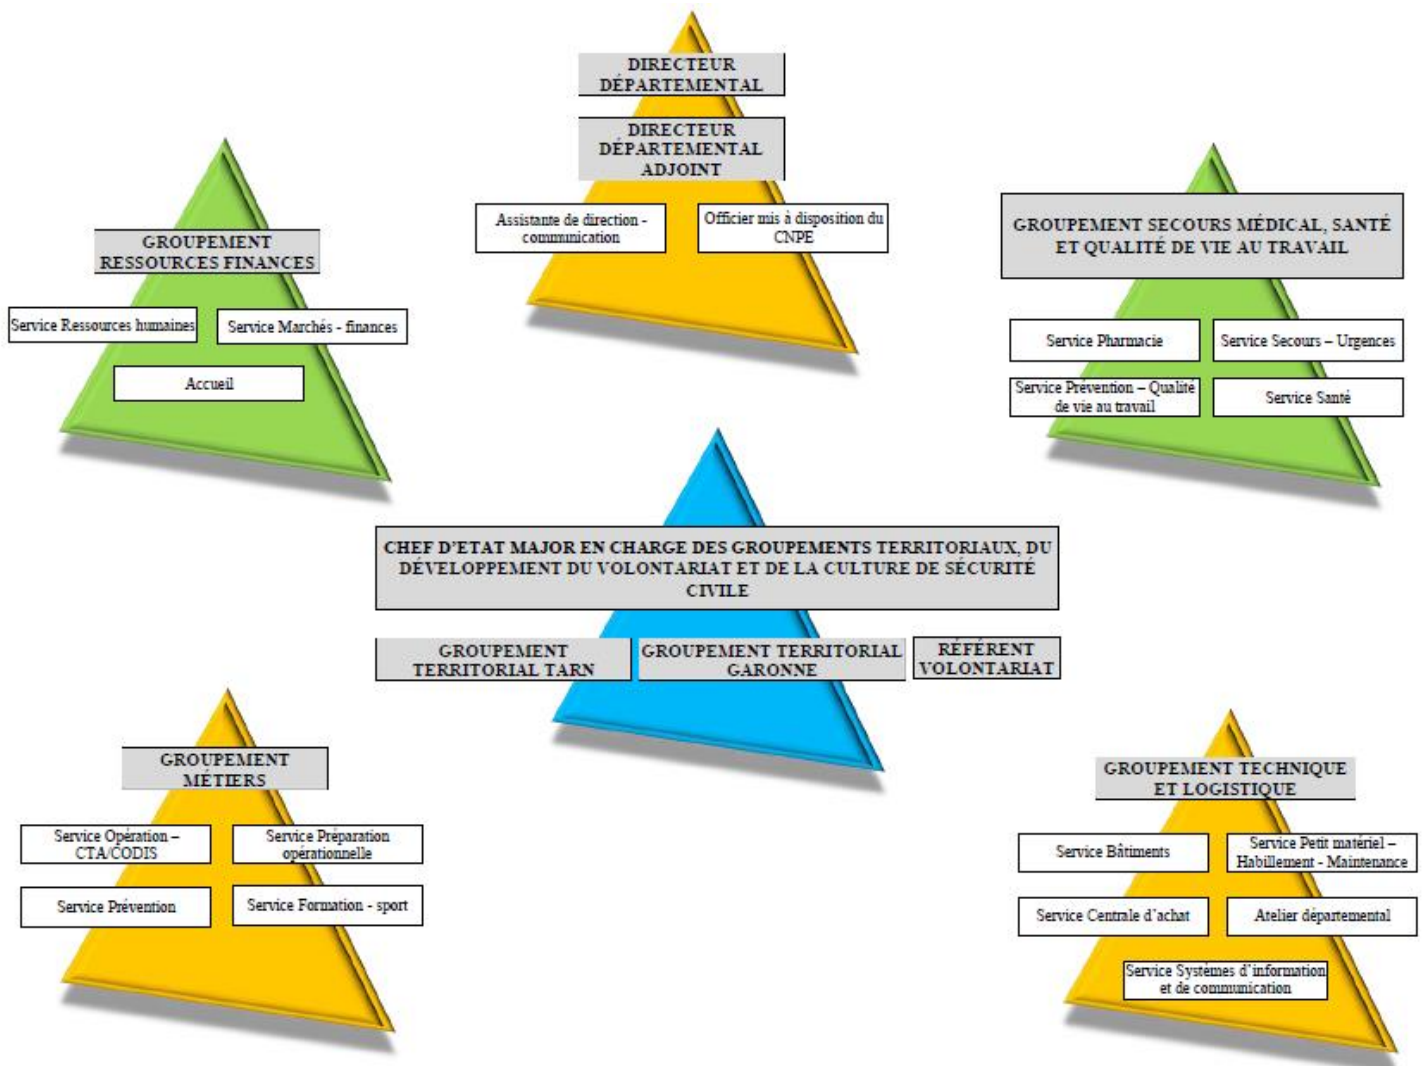 DIRECTEUR
DÉPARTEMENTAL
DIRECTEUR
DÉPARTEMENTAL
ADJOINT
Assistante de direction -
communication
Officier mis à disposition du
CNPE
GROUPEMENT
RESSOURCES FINANCES
Service Ressources humaines
Service Marchés - finances
Accueil
GROUPEMENT SECOURS MÉDICAL, SANTÉ
ET QUALITÉ DE VIE AU TRAVAIL
Service Pharmacie
Service Secours – Urgences
Service Prévention – Qualité
de vie au travail
Service Santé
CHEF D'ETAT MAJOR EN CHARGE DES GROUPEMENTS TERRITORIAUX, DU
DÉVELOPPEMENT DU VOLONTARIAT ET DE LA CULTURE DE SÉCURITÉ
CIVILE
GROUPEMENT
TERRITORIAL TARN
GROUPEMENT TERRITORIAL
GARONNE
RÉFÉRENT
VOLONTARIAT
GROUPEMENT
MÉTIERS
Service Opération –
CTA/CODIS
Service Préparation
opérationnelle
Service Prévention
Service Formation - sport
GROUPEMENT TECHNIQUE
ET LOGISTIQUE
Service Bâtiments
Service Petit matériel –
Habillement - Maintenance
Service Centrale d'achat
Atelier départemental
Service Systèmes d'information
et de communication